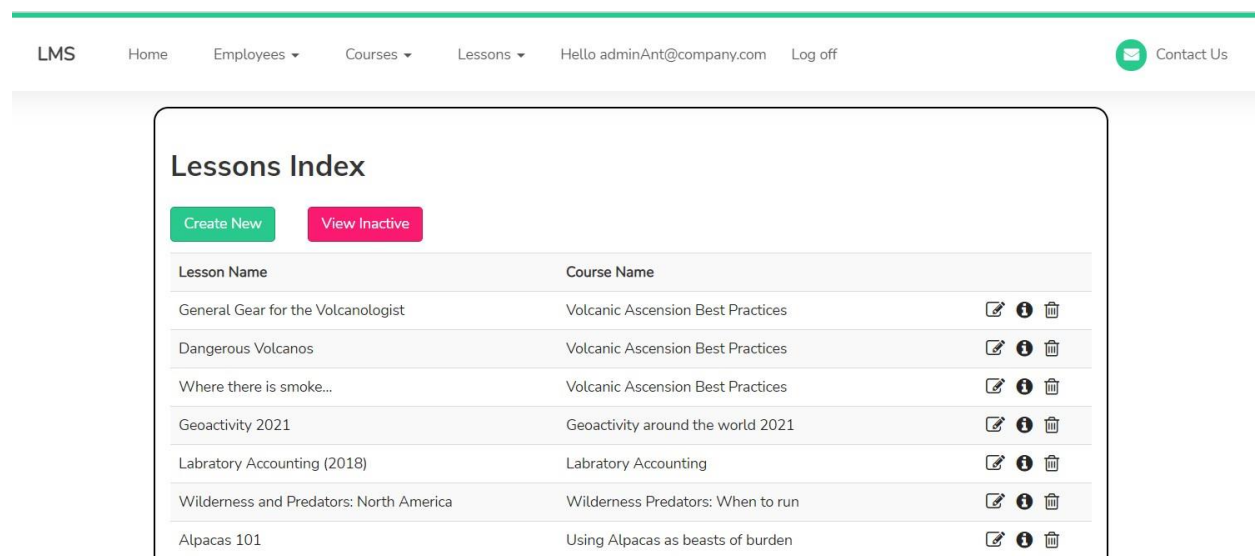 LMS Home Employees Courses Lessons Hello adminAnt@company.com Log off Contact Us
Lessons Index
Create New View Inactive
Lesson Name Course Name
General Gear for the Volcanologist Volcanic Ascension Best Practices
Dangerous Volcanos Volcanic Ascension Best Practices
Where there is smoke... Volcanic Ascension Best Practices
Geoactivity 2021 Geoactivity around the world 2021
Labratory Accounting (2018) Labratory Accounting
Wilderness and Predators: North America Wilderness Predators: When to run
Alpacas 101 Using Alpacas as beasts of burden